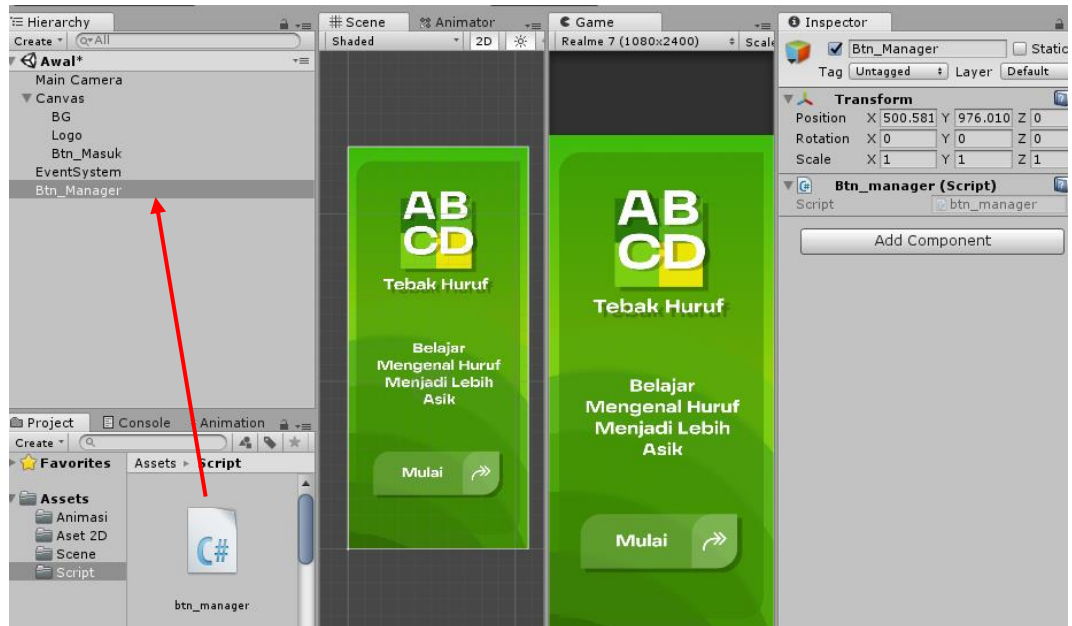 Hierarchy
Create
All
Awal*
Main Camera
Canvas
BG
Logo
Btn_Masuk
EventSystem
Btn_Manager
Project
Console
Animation
Create
Favorites
Assets
Script
Assets
Animasi
Aset 2D
Scene
Script
C#
btn_manager
Scene
Animator
Shaded
2D
AB
CD
Tebak Huruf
Belajar
Mengenal Huruf
Menjadi Lebih
Asik
Mulai
Game
Realme 7 (1080x2400)
Scale
AB
CD
Tebak Huruf
Belajar
Mengenal Huruf
Menjadi Lebih
Asik
Mulai
Inspector
Btn_Manager
Static
Tag Untagged Layer Default
Transform
Position X 500.581 Y 976.010 Z 0
Rotation X 0 Y 0 Z 0
Scale X 1 Y 1 Z 1
Btn_manager (Script)
Script btn_manager
Add Component